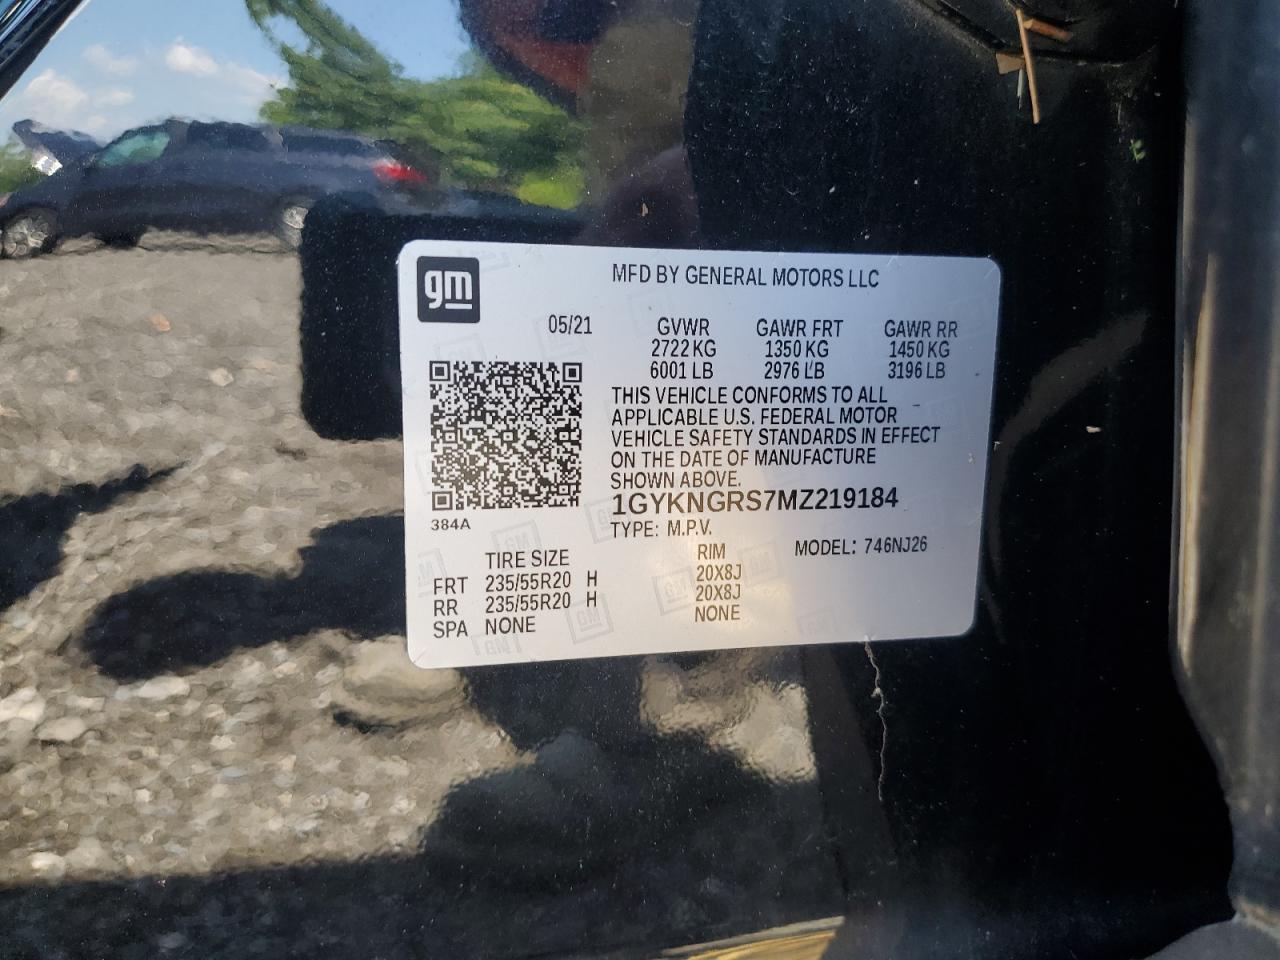 gm
MFD BY GENERAL MOTORS LLC
05/21 GVWR GAWR FRT GAWR RR
2722 KG 1350 KG 1450 KG
6001 LB 2976 LB 3196 LB
THIS VEHICLE CONFORMS TO ALL
APPLICABLE U.S. FEDERAL MOTOR
VEHICLE SAFETY STANDARDS IN EFFECT
ON THE DATE OF MANUFACTURE
SHOWN ABOVE.
1GYKNGRS7MZ219184
384A
TYPE: M.P.V.
TIRE SIZE RIM MODEL: 746NJ26
FRT 235/55R20 H 20X8J
RR 235/55R20 H 20X8J
SPA NONE NONE